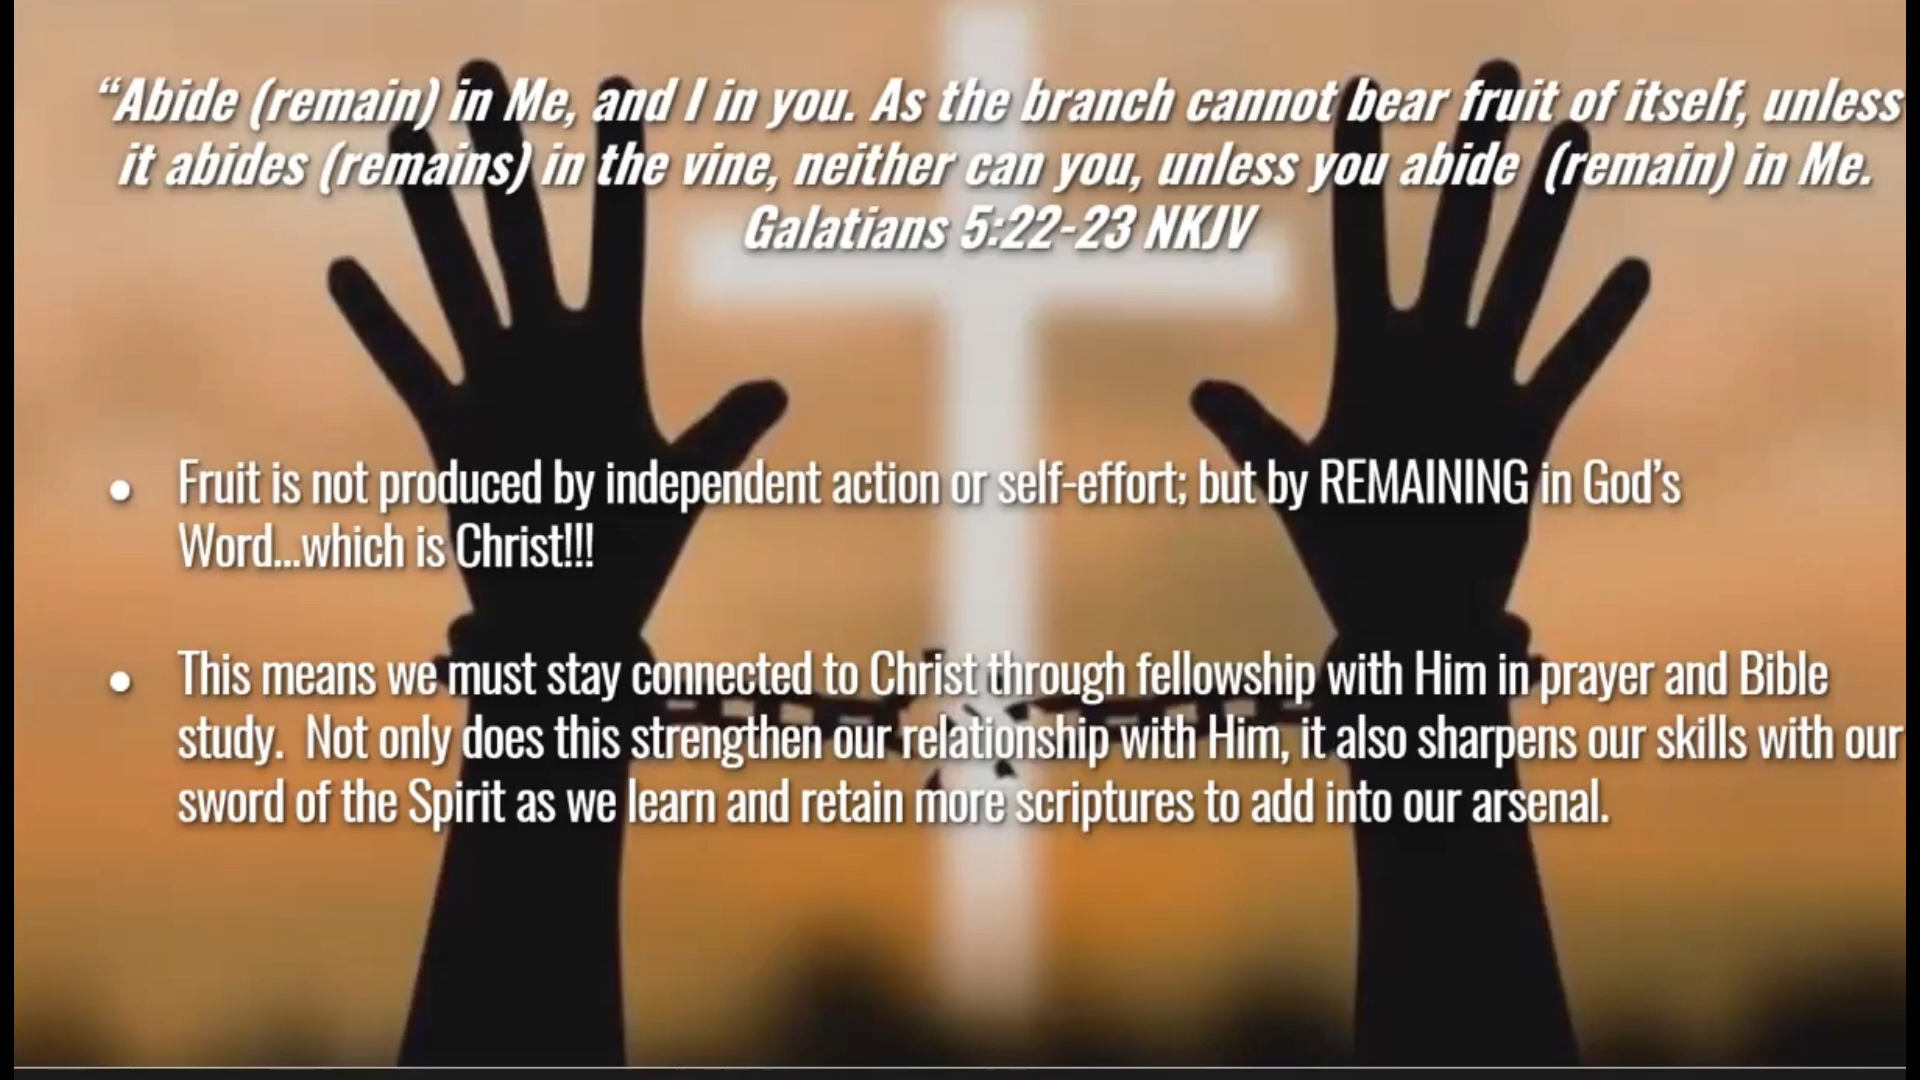 “Abide (remain) in Me, and I in you. As the branch cannot bear fruit of itself, unless
it abides (remains) in the vine, neither can you, unless you abide  (remain) in Me.
Galatians 5:22-23 NKJV
● Fruit is not produced by independent action or self-effort; but by REMAINING in God’s
Word...which is Christ!!!
● This means we must stay connected to Christ through fellowship with Him in prayer and Bible
study.  Not only does this strengthen our relationship with Him, it also sharpens our skills with our
sword of the Spirit as we learn and retain more scriptures to add into our arsenal.